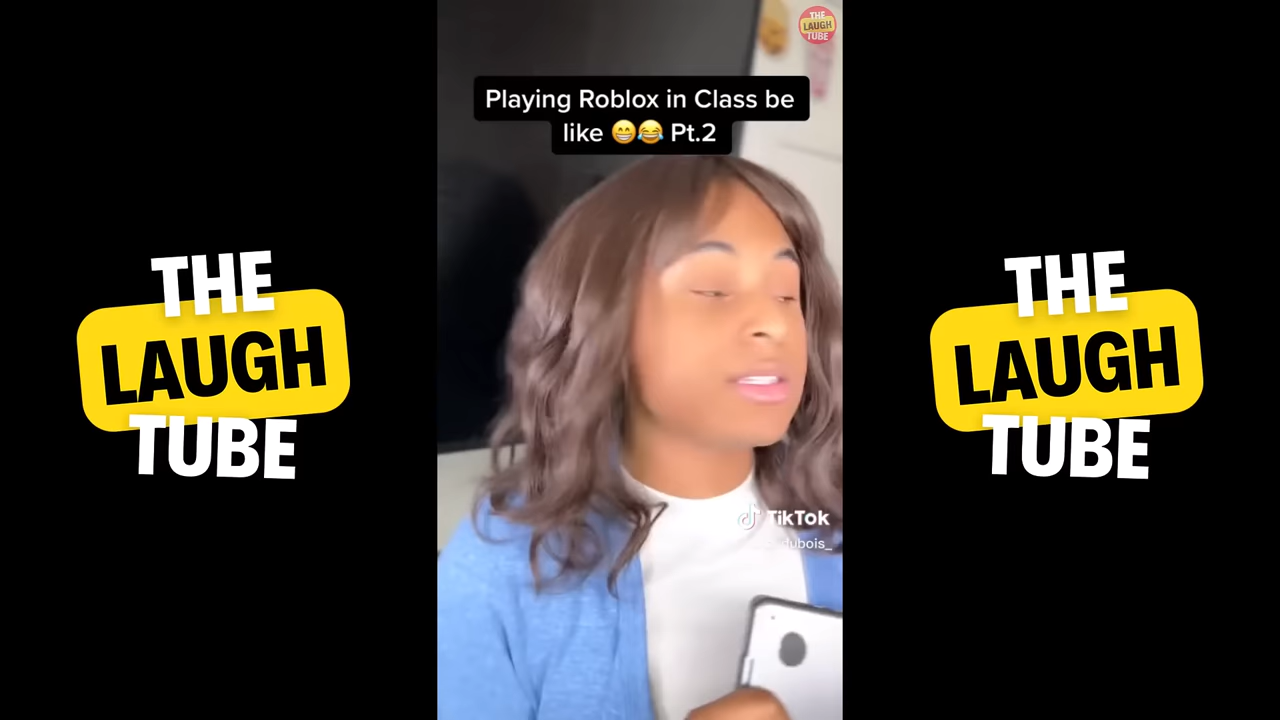 THE
LAUGH
TUBE
Playing Roblox in Class be
like 😁😂 Pt.2
THE
LAUGH
TUBE
TikTok
THE
LAUGH
TUBE